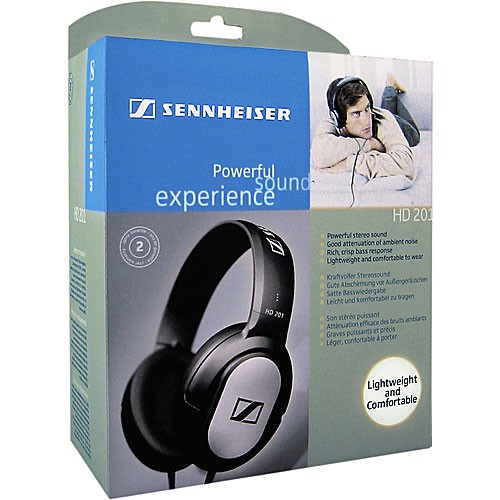 SENNHEISER
SENNHEISER
Powerful
sound
experience
HD 201
HD 201
2
Powerful stereo sound
Good attenuation of ambient noise
Rich, crisp bass response
Lightweight and comfortable to wear
Kraftvoller Stereosound
Gute Abschirmung vor Außengeräuschen
Satte Basswiedergabe
Leicht und komfortabel zu tragen
Son stéréo puissant
Atténuation efficace des bruits ambiants
Graves puissants et précis
Léger, confortable à porter
HD 201
Lightweight
and
Comfortable